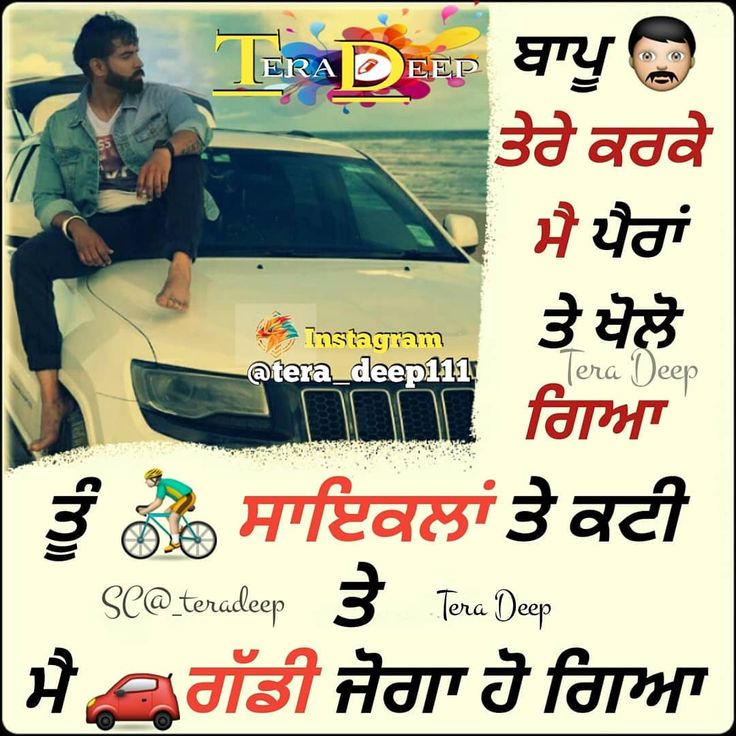 TERA DEEP
ਬਾਪੂ
ਤੇਰੇ ਕਰਕੇ
ਮੈ ਪੈਰਾਂ
ਤੇ ਖੋਲੋ
Tera Deep
ਗਿਆ
Instagram
@tera_deep111
ਤੂੰ ਸਾਇਕਲਾਂ ਤੇ ਕਟੀ
SC@_teradeep ਤੇ Tera Deep
ਮੈ ਗੱਡੀ ਜੋਗਾ ਹੋ ਗਿਆ